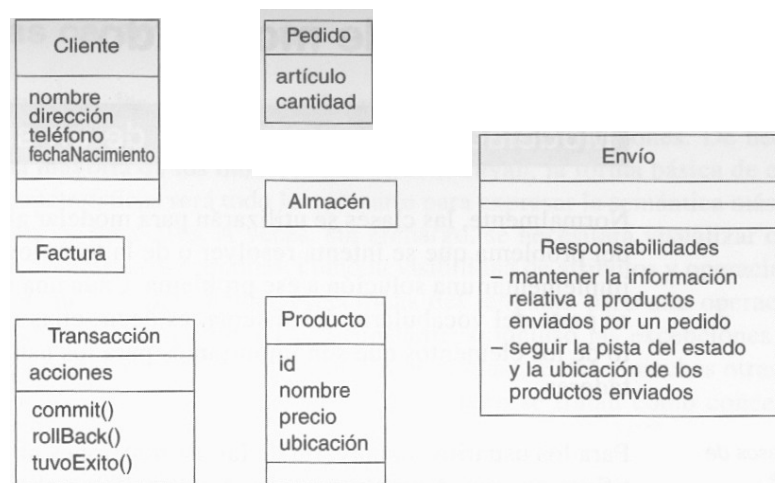 Cliente
nombre
dirección
teléfono
fechaNacimiento
Pedido
artículo
cantidad
Envío
Responsabilidades
– mantener la información
relativa a productos
enviados por un pedido
– seguir la pista del estado
y la ubicación de los
productos enviados
Almacén
Factura
Transacción
acciones
commit()
rollBack()
tuvoExito()
Producto
id
nombre
precio
ubicación